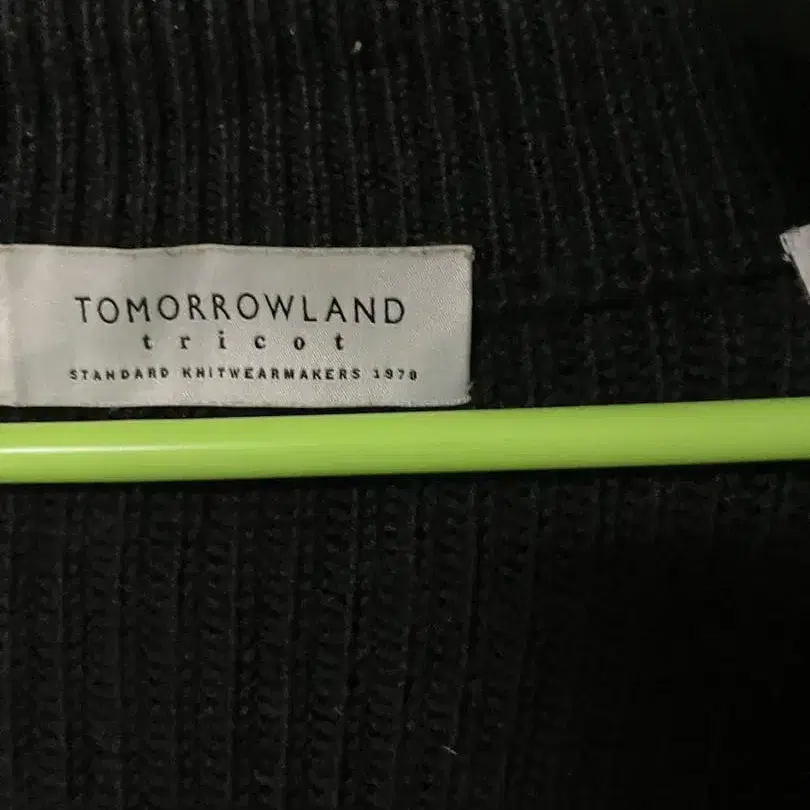 TOMORROWLAND
tricot
STANDARD KNITWEARMAKERS 1978